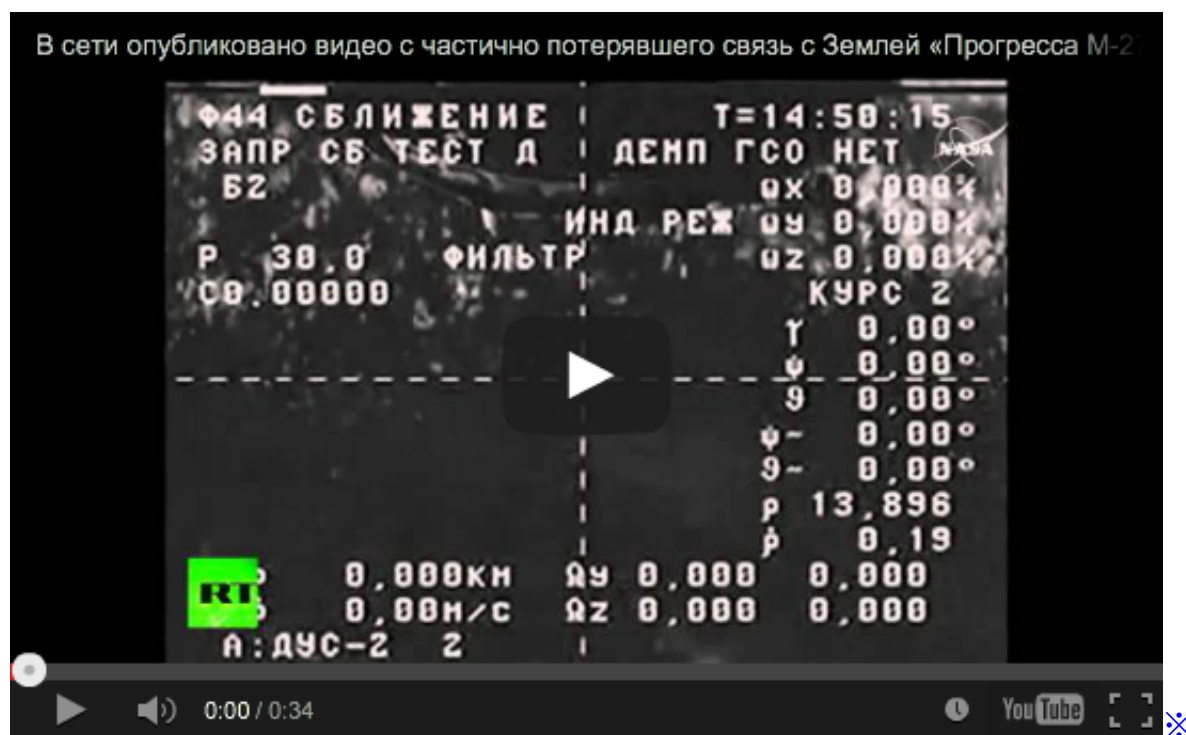 В сети опубликовано видео с частично потерявшего связь с Землей «Прогресса М-27
Ф44 СБЛИЖЕНИЕ T=14:50:15
NASA
ЗАПР СБ ТЕСТ Д ДЕМП ГСО НЕТ
Б2 ΩX 0,000%
ИНД РЕЖ ΩУ 0,000%
Р 30,0 ФИЛЬТР ΩZ 0,000%
С0.00000 КУРС 2
γ 0,00°
ψ 0,00°
ϑ 0,00°
ψ~ 0,00°
ϑ~ 0,00°
ρ 13,896
ρ̇ 0,19
0,000КМ ΩУ 0,000 0,000
RT
0,00М/С ΩZ 0,000 0,000
А:ДУС-2 2
0:00 / 0:34
YouTube
※